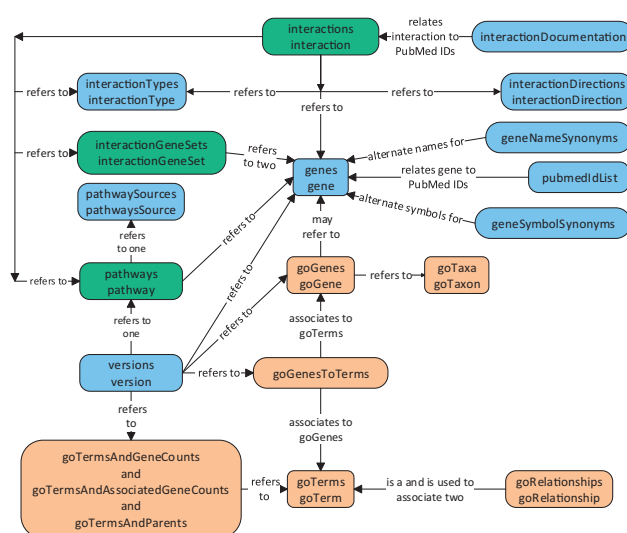 interactions
interaction
relates
interaction to
PubMed IDs
interactionDocumentation
refers to
interactionTypes
interactionType
refers to
refers to
refers to
interactionDirections
interactionDirection
refers to
interactionGeneSets
interactionGeneSet
refers
to two
genes
gene
alternate names for
geneNameSynonyms
relates gene to
PubMed IDs
pubmedIdList
alternate symbols for
geneSymbolSynonyms
pathwaySources
pathwaysSource
refers
to one
refers to
may
refer to
refers to
pathways
pathway
refers to
refers to
goGenes
goGene
refers to
goTaxa
goTaxon
refers to
one
associates to
goTerms
versions
version
refers to
goGenesToTerms
refers
to
associates to
goGenes
goTermsAndGeneCounts
and
goTermsAndAssociatedGeneCounts
and
goTermsAndParents
refers
to
goTerms
goTerm
is a and is used to
associate two
goRelationships
goRelationship